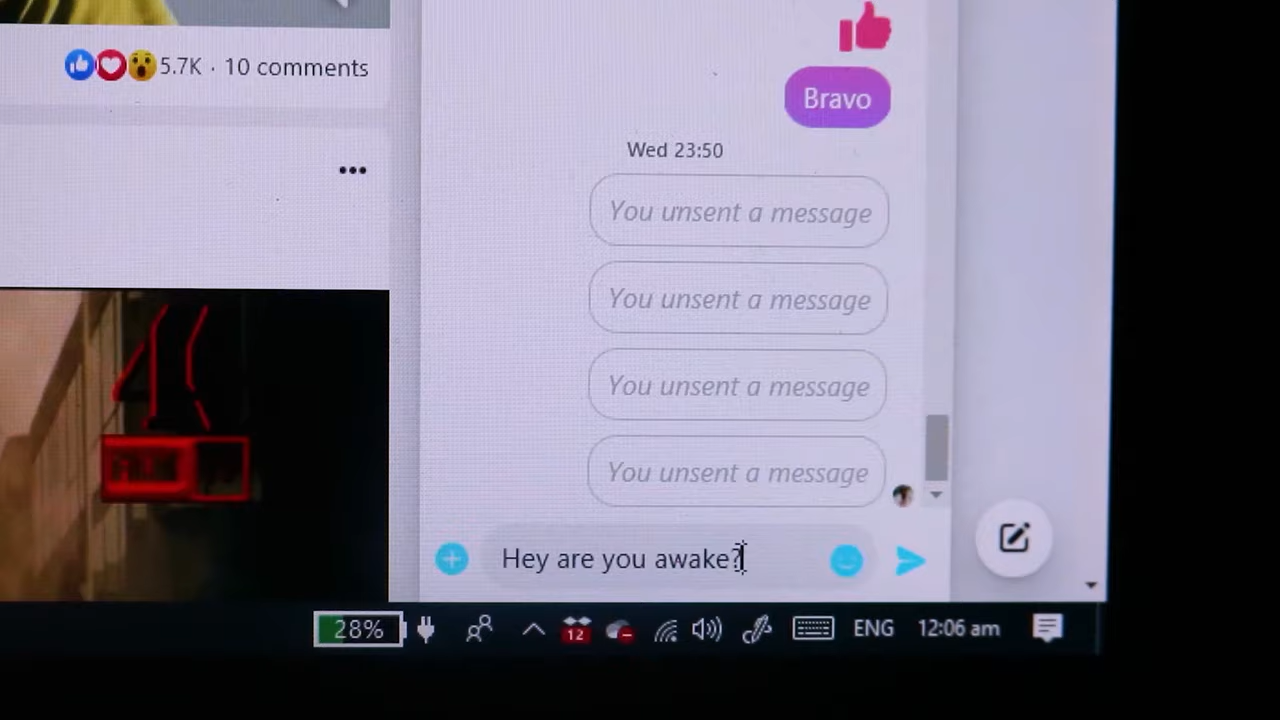 5.7K · 10 comments
Bravo
Wed 23:50
You unsent a message
You unsent a message
You unsent a message
You unsent a message
Hey are you awake?
28%
12
ENG
12:06 am